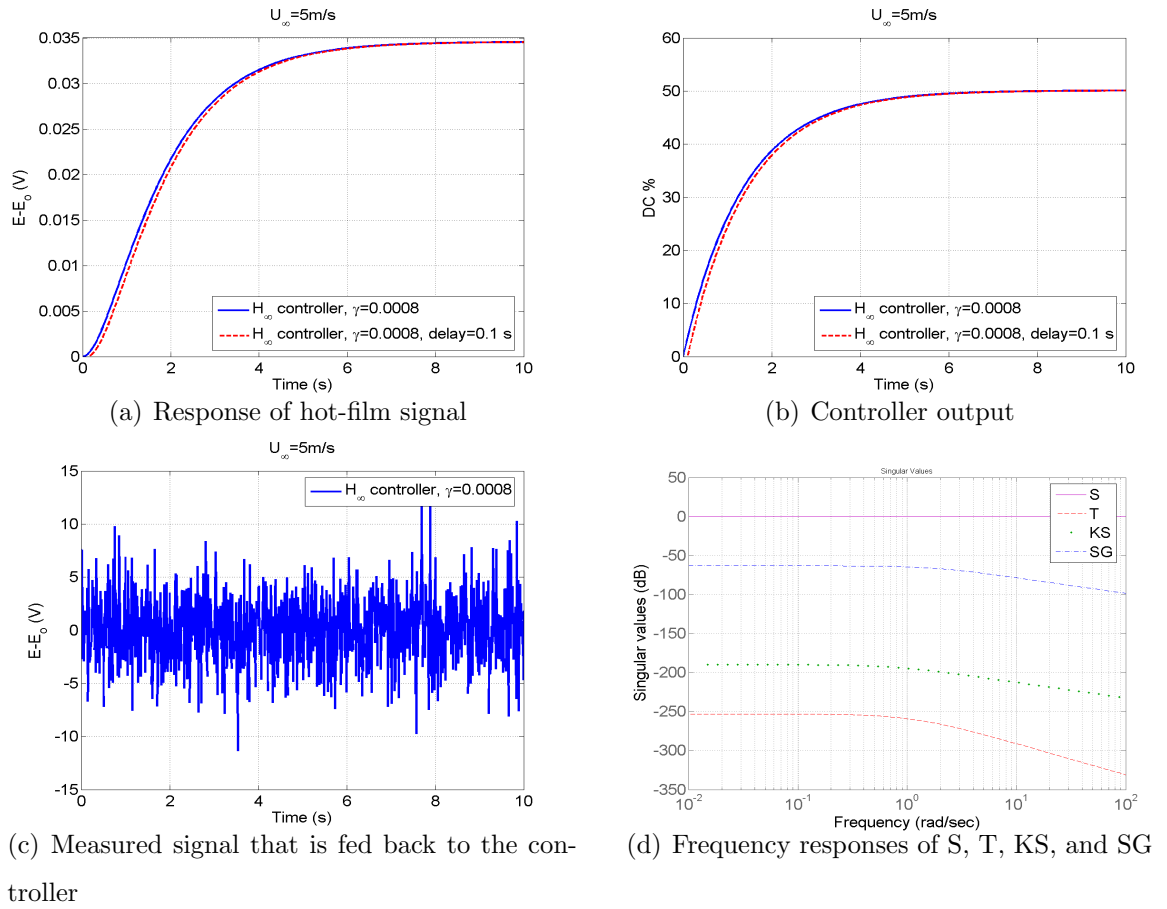 U∞=5m/s
0.035
0.03
0.025
0.02
0.015
0.01
0.005
0
E-Eo (V)
H∞ controller, γ=0.0008
H∞ controller, γ=0.0008, delay=0.1 s
0 2 4 6 8 10
Time (s)
(a) Response of hot-film signal
U∞=5m/s
60
50
40
30
20
10
0
DC %
H∞ controller, γ=0.0008
H∞ controller, γ=0.0008, delay=0.1 s
0 2 4 6 8 10
Time (s)
(b) Controller output
U∞=5m/s
15
10
5
0
-5
-10
-15
E-Eo (V)
H∞ controller, γ=0.0008
0 2 4 6 8 10
Time (s)
(c) Measured signal that is fed back to the con-
troller
Singular Values
50
0
-50
-100
-150
-200
-250
-300
-350
Singular values (dB)
S
T
KS
SG
10^-2 10^-1 10^0 10^1 10^2
Frequency (rad/sec)
(d) Frequency responses of S, T, KS, and SG